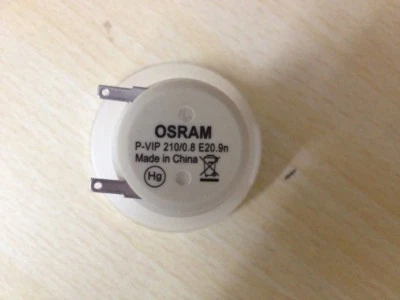 OSRAM
P-VIP 210/0.8 E20.9n
Made in China
Hg